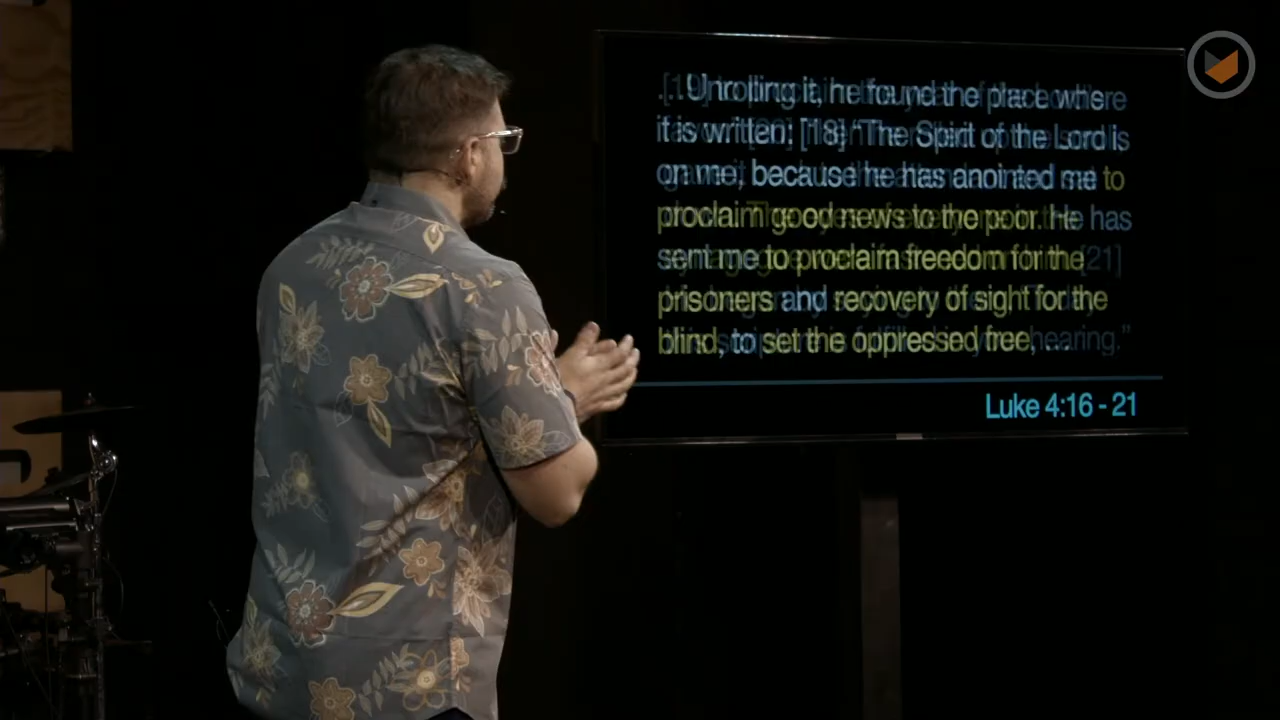 ...Unrolling it, he found the place where
it is written: [18] “The Spirit of the Lord is
on me, because he has anointed me to
proclaim good news to the poor. He has
sent me to proclaim freedom for the [21]
prisoners and recovery of sight for the
blind, to set the oppressed free, ... hearing.”
Luke 4:16 - 21